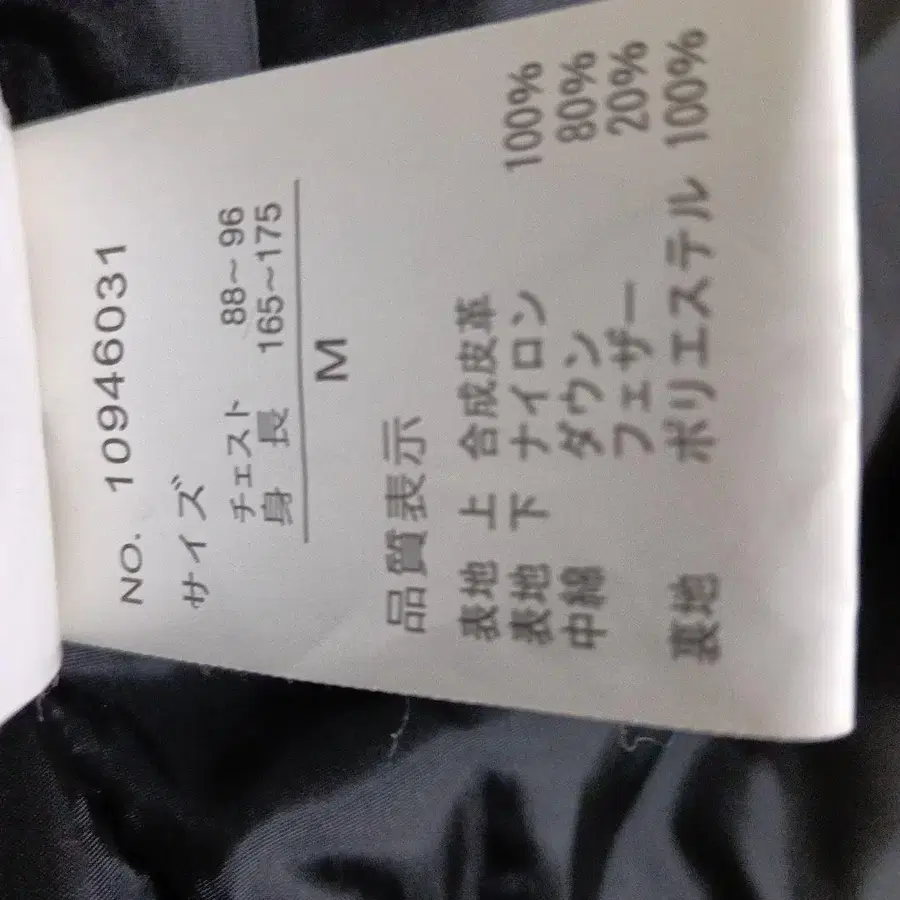 NO. 10946031
サイズ
チェスト 88～96
身 長 165～175
M
品質表示
表地 上 合成皮革
表地 下 ナイロン 100%
中綿 ダウン 80%
フェザー 20%
裏地 ポリエステル 100%